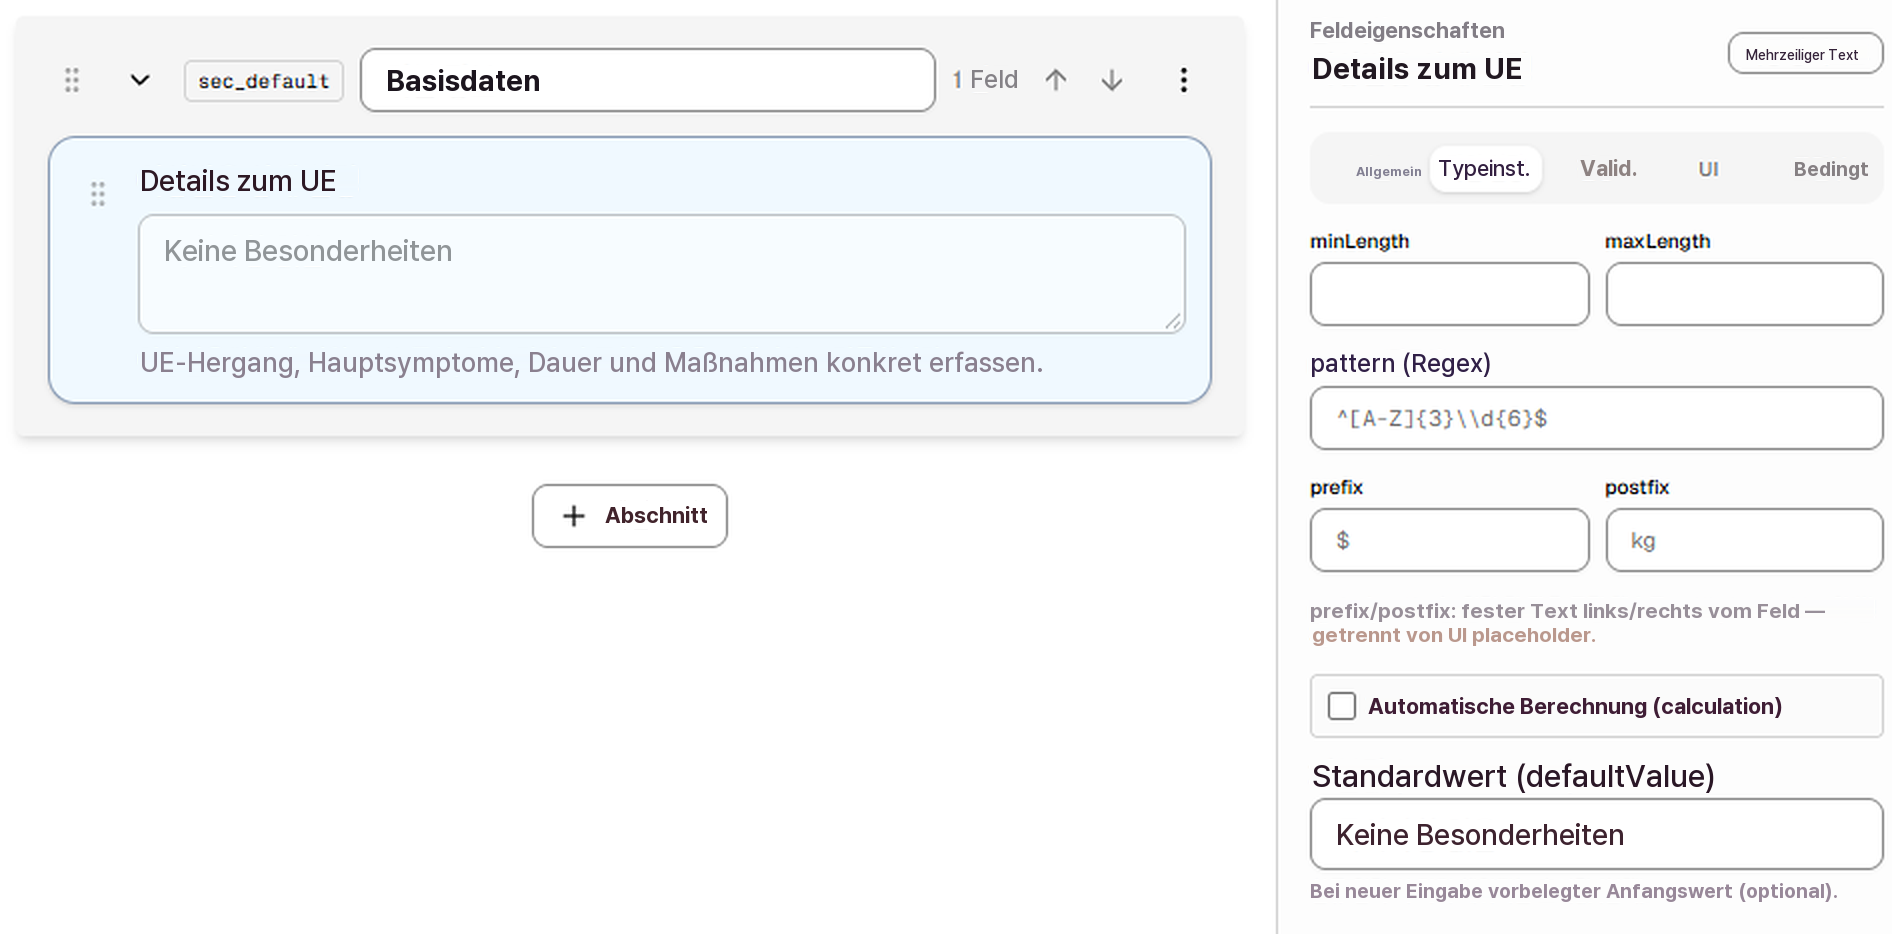 sec_default
Basisdaten
1 Feld
Details zum UE
Keine Besonderheiten
UE-Hergang, Hauptsymptome, Dauer und Maßnahmen konkret erfassen.
Abschnitt
Feldeigenschaften
Details zum UE
Mehrzeiliger Text
Allgemein Typeinst. Valid. UI Bedingt
minLength maxLength
pattern (Regex)
^[A-Z]{3}\\d{6}$
prefix postfix
$ kg
prefix/postfix: fester Text links/rechts vom Feld —
getrennt von UI placeholder.
Automatische Berechnung (calculation)
Standardwert (defaultValue)
Keine Besonderheiten
Bei neuer Eingabe vorbelegter Anfangswert (optional).